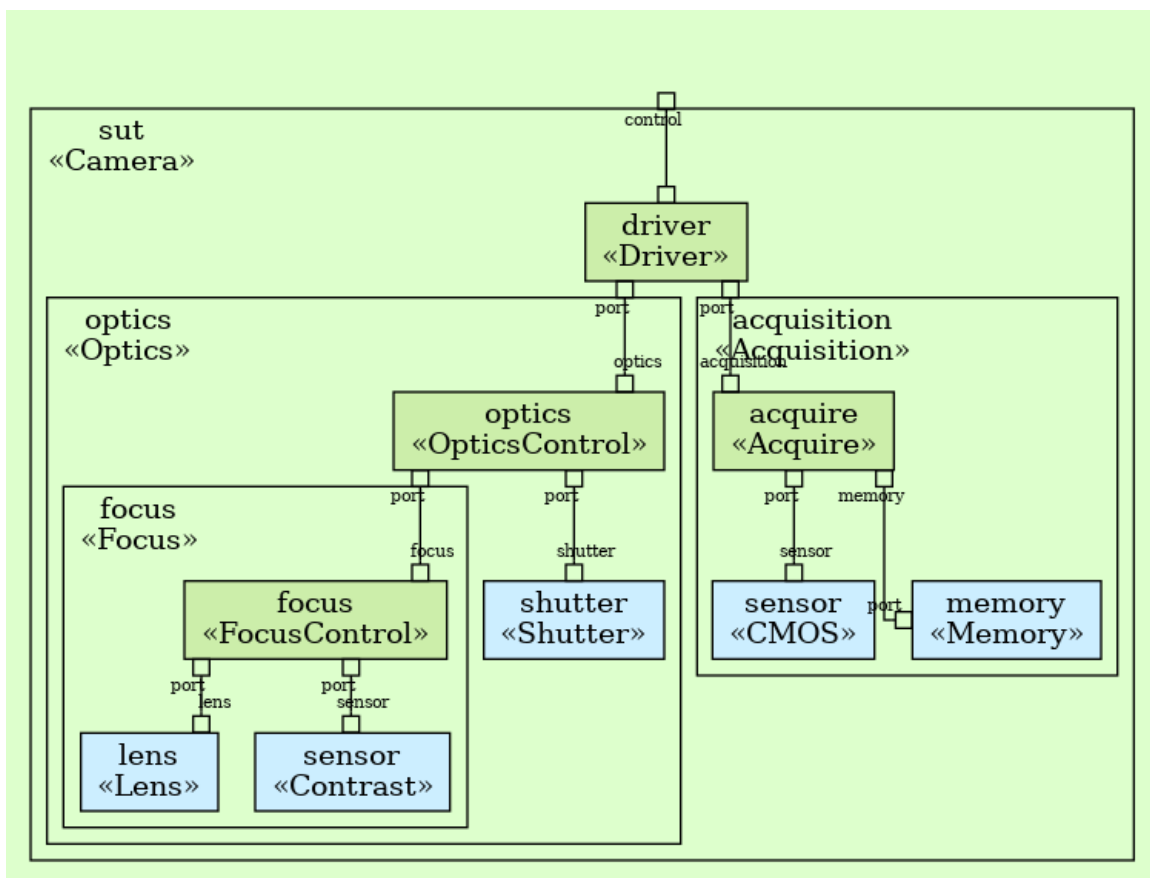 control
sut
«Camera»
driver
«Driver»
port
port
optics
«Optics»
acquisition
«Acquisition»
optics
acquisition
optics
«OpticsControl»
acquire
«Acquire»
port
port
port
memory
focus
«Focus»
focus
shutter
sensor
focus
«FocusControl»
shutter
«Shutter»
sensor
«CMOS»
port
memory
«Memory»
port
port
lens
sensor
lens
«Lens»
sensor
«Contrast»